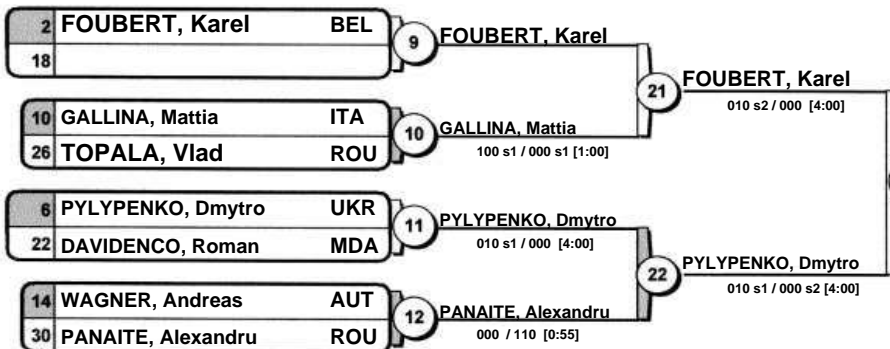 2 FOUBERT, Karel BEL
18
9
FOUBERT, Karel
10 GALLINA, Mattia ITA
26 TOPALA, Vlad ROU
10
GALLINA, Mattia
100 s1 / 000 s1 [1:00]
21
FOUBERT, Karel
010 s2 / 000 [4:00]
6 PYLYPENKO, Dmytro UKR
22 DAVIDENCO, Roman MDA
11
PYLYPENKO, Dmytro
010 s1 / 000 [4:00]
14 WAGNER, Andreas AUT
30 PANAITE, Alexandru ROU
12
PANAITE, Alexandru
000 / 110 [0:55]
22
PYLYPENKO, Dmytro
010 s1 / 000 s2 [4:00]